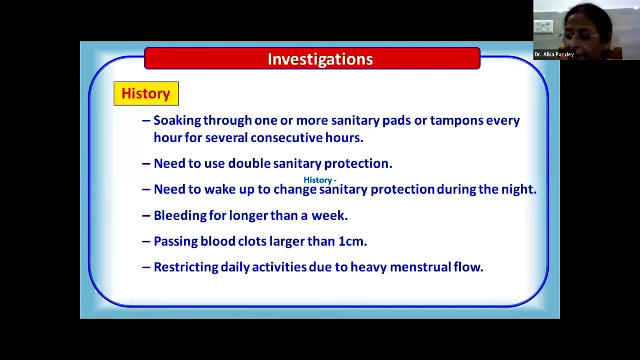 Investigations
Dr. Alka Pandey
History
– Soaking through one or more sanitary pads or tampons every
hour for several consecutive hours.
– Need to use double sanitary protection.
History -
– Need to wake up to change sanitary protection during the night.
– Bleeding for longer than a week.
– Passing blood clots larger than 1cm.
– Restricting daily activities due to heavy menstrual flow.